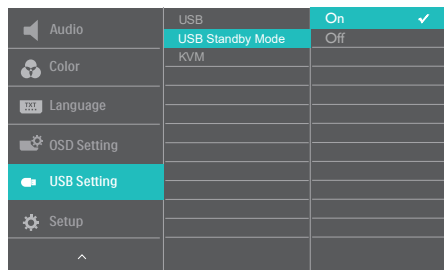 Audio
Color
TXT
Language
OSD Setting
USB Setting
Setup
USB
USB Standby Mode
KVM
On
Off